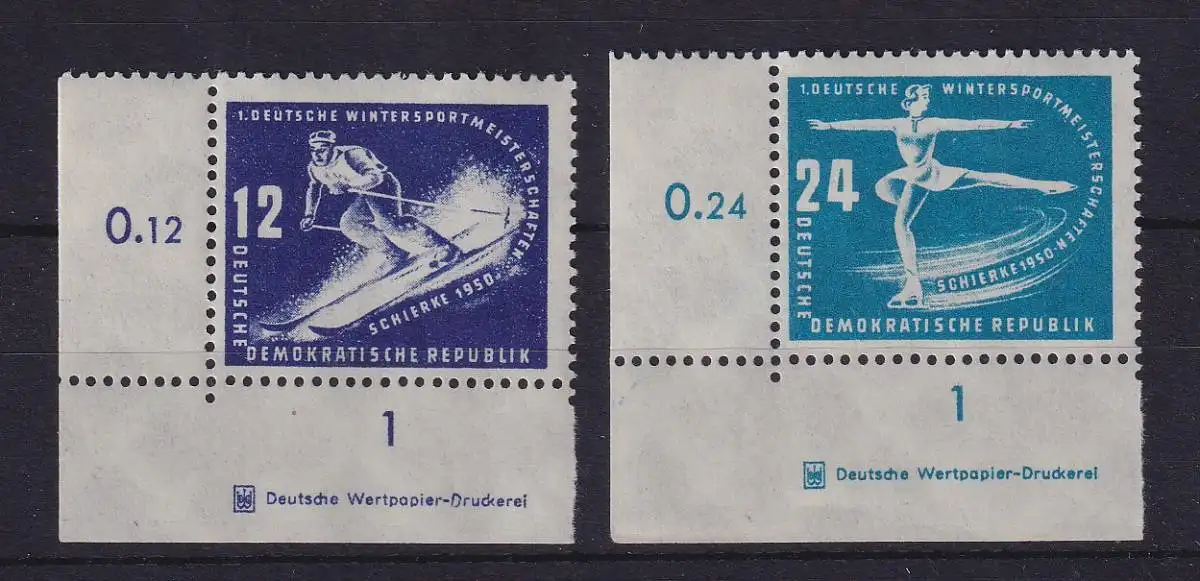 1. DEUTSCHE WINTERSPORTMEISTERSCHAFTEN
SCHIERKE 1950
12
DEUTSCHE
DEMOKRATISCHE REPUBLIK
0.12
1
Deutsche Wertpapier-Druckerei
1. DEUTSCHE WINTERSPORTMEISTERSCHAFTEN
SCHIERKE 1950
24
DEUTSCHE
DEMOKRATISCHE REPUBLIK
0.24
1
Deutsche Wertpapier-Druckerei